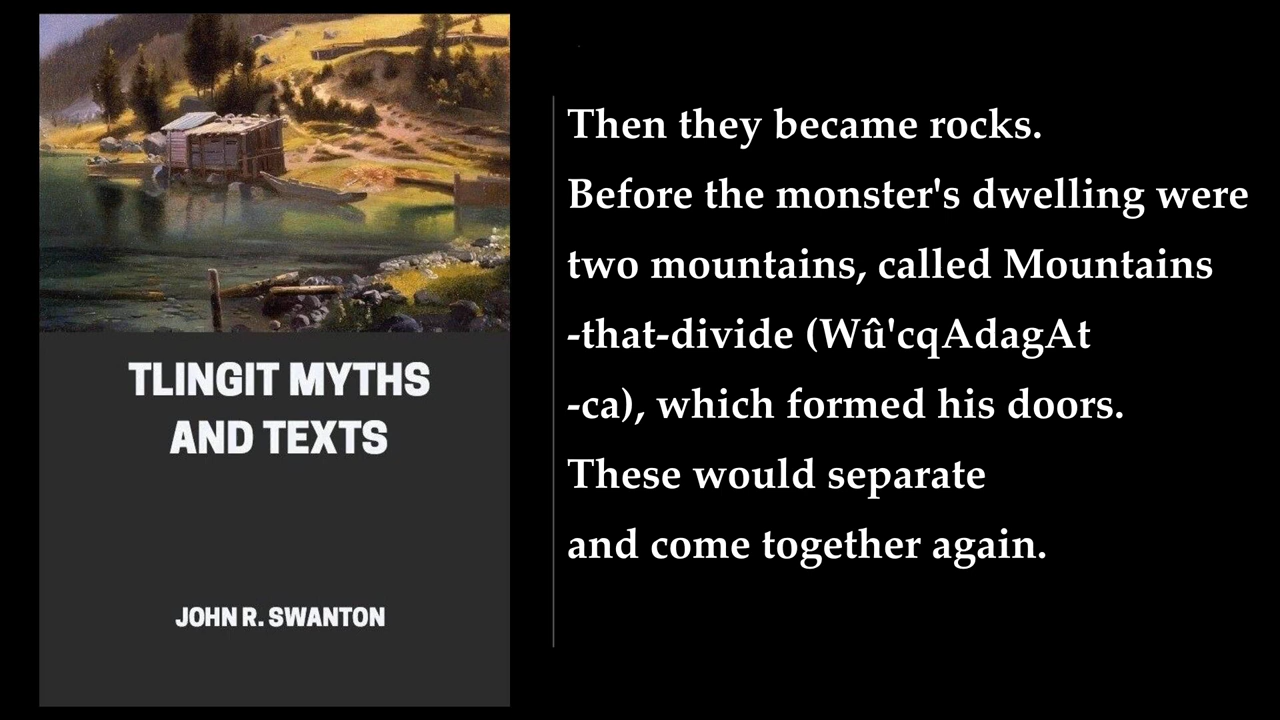 TLINGIT MYTHS
AND TEXTS
JOHN R. SWANTON
Then they became rocks.
Before the monster's dwelling were
two mountains, called Mountains
-that-divide (Wû'cqAdagAt
-ca), which formed his doors.
These would separate
and come together again.